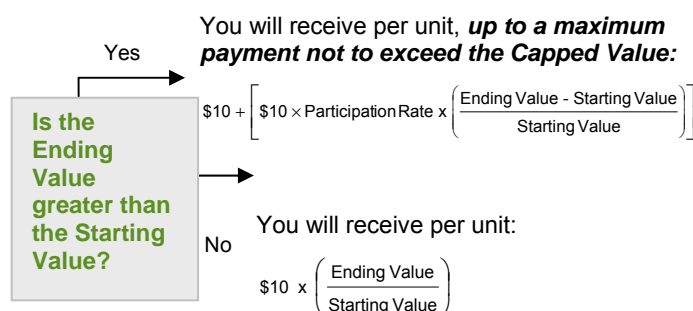 You will receive per unit, up to a maximum
Yes
payment not to exceed the Capped Value:
$10 + [ $10 × Participation Rate x ( Ending Value - Starting Value
Starting Value ) ]
Is the
Ending
Value
greater than
the Starting
Value?
You will receive per unit:
No
$10 x ( Ending Value
Starting Value )